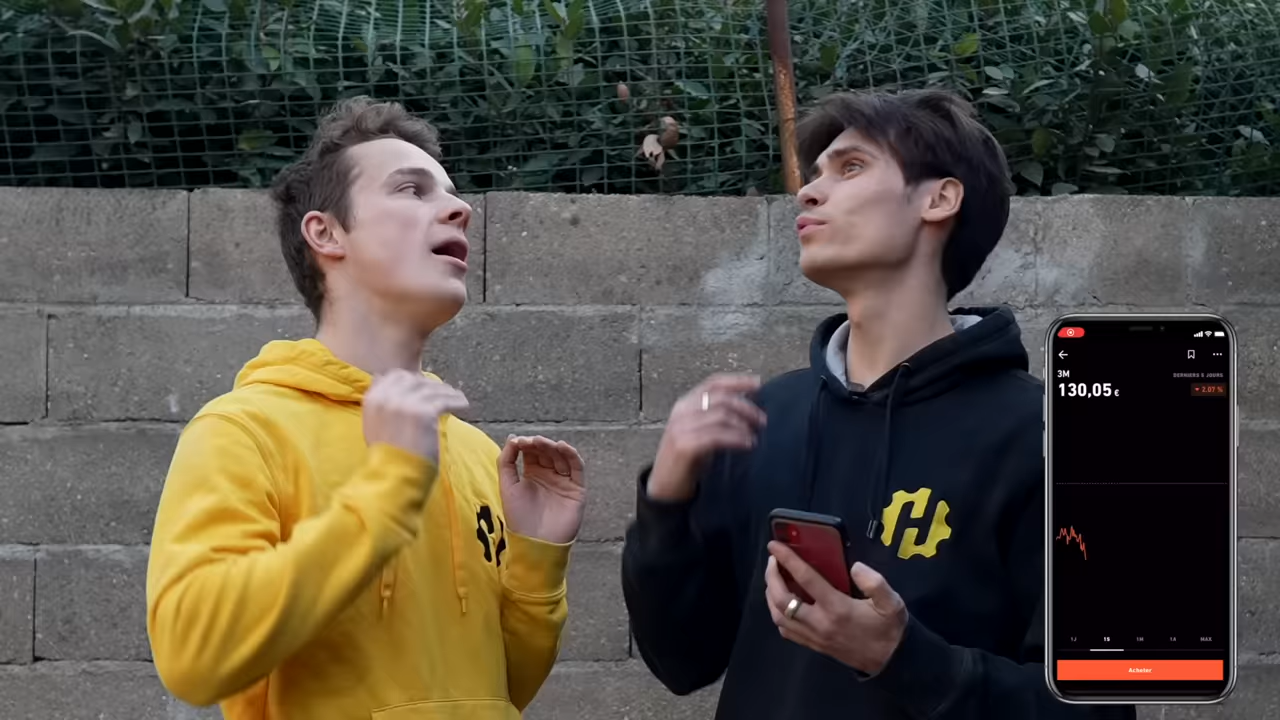 3M
DERNIERS 5 JOURS
130,05 €
▼ 2.07 %
1J
1S
1M
1A
MAX
Acheter
H